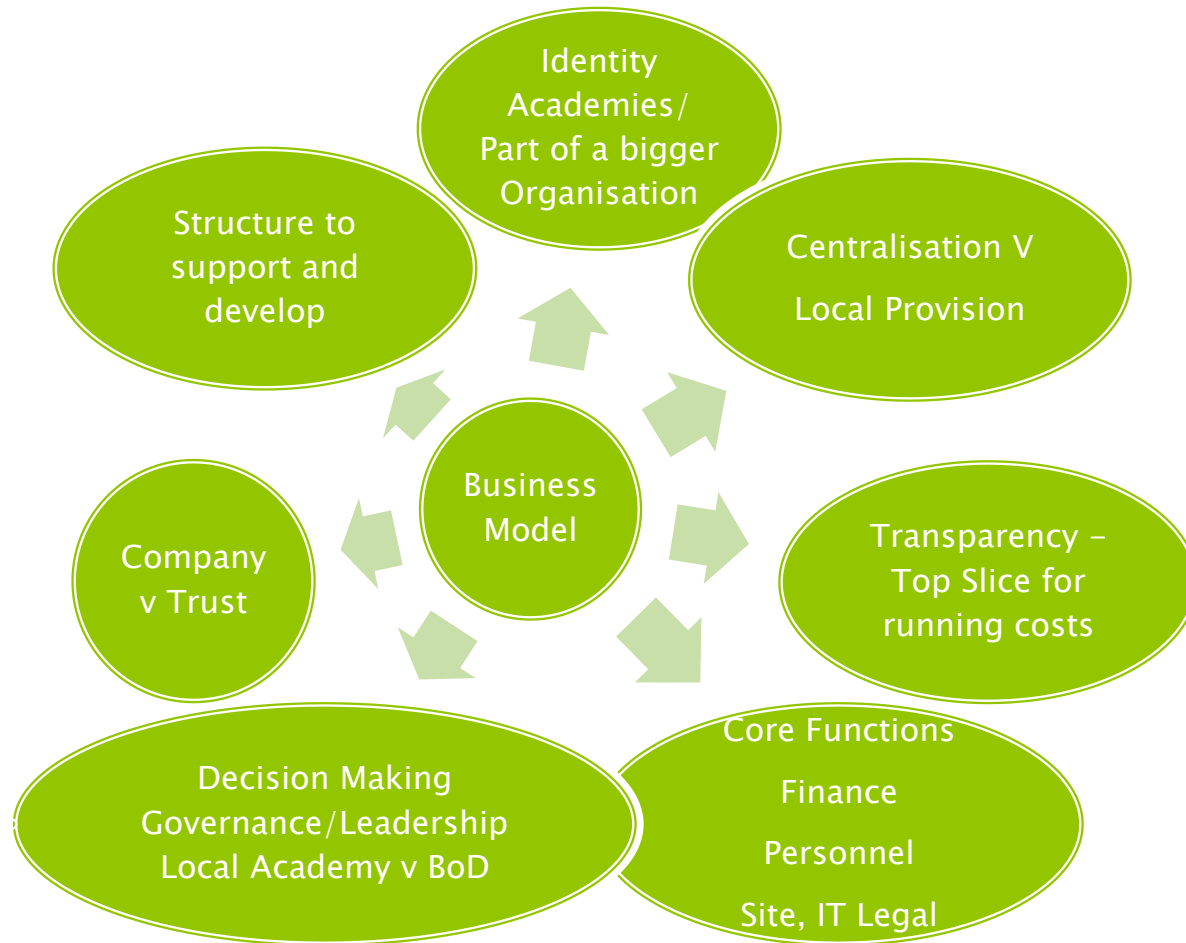 Identity
Academies/
Part of a bigger
Organisation
Centralisation V
Local Provision
Transparency –
Top Slice for
running costs
Core Functions
Finance
Personnel
Site, IT Legal
Decision Making
Governance/Leadership
Local Academy v BoD
Company
v Trust
Structure to
support and
develop
Business
Model